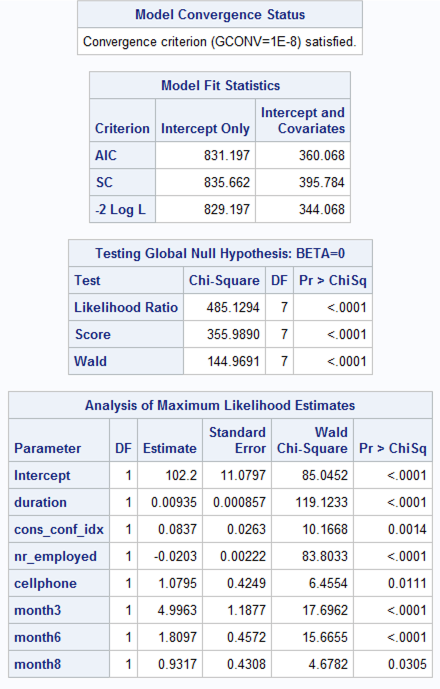 Model Convergence Status
Convergence criterion (GCONV=1E-8) satisfied.
Model Fit Statistics
Criterion Intercept Only Intercept and Covariates
AIC 831.197 360.068
SC 835.662 395.784
-2 Log L 829.197 344.068
Testing Global Null Hypothesis: BETA=0
Test Chi-Square DF Pr > ChiSq
Likelihood Ratio 485.1294 7 <.0001
Score 355.9890 7 <.0001
Wald 144.9691 7 <.0001
Analysis of Maximum Likelihood Estimates
Parameter DF Estimate Standard Error Wald Chi-Square Pr > ChiSq
Intercept 1 102.2 11.0797 85.0452 <.0001
duration 1 0.00935 0.000857 119.1233 <.0001
cons_conf_idx 1 0.0837 0.0263 10.1668 0.0014
nr_employed 1 -0.0203 0.00222 83.8033 <.0001
cellphone 1 1.0795 0.4249 6.4554 0.0111
month3 1 4.9963 1.1877 17.6962 <.0001
month6 1 1.8097 0.4572 15.6655 <.0001
month8 1 0.9317 0.4308 4.6782 0.0305